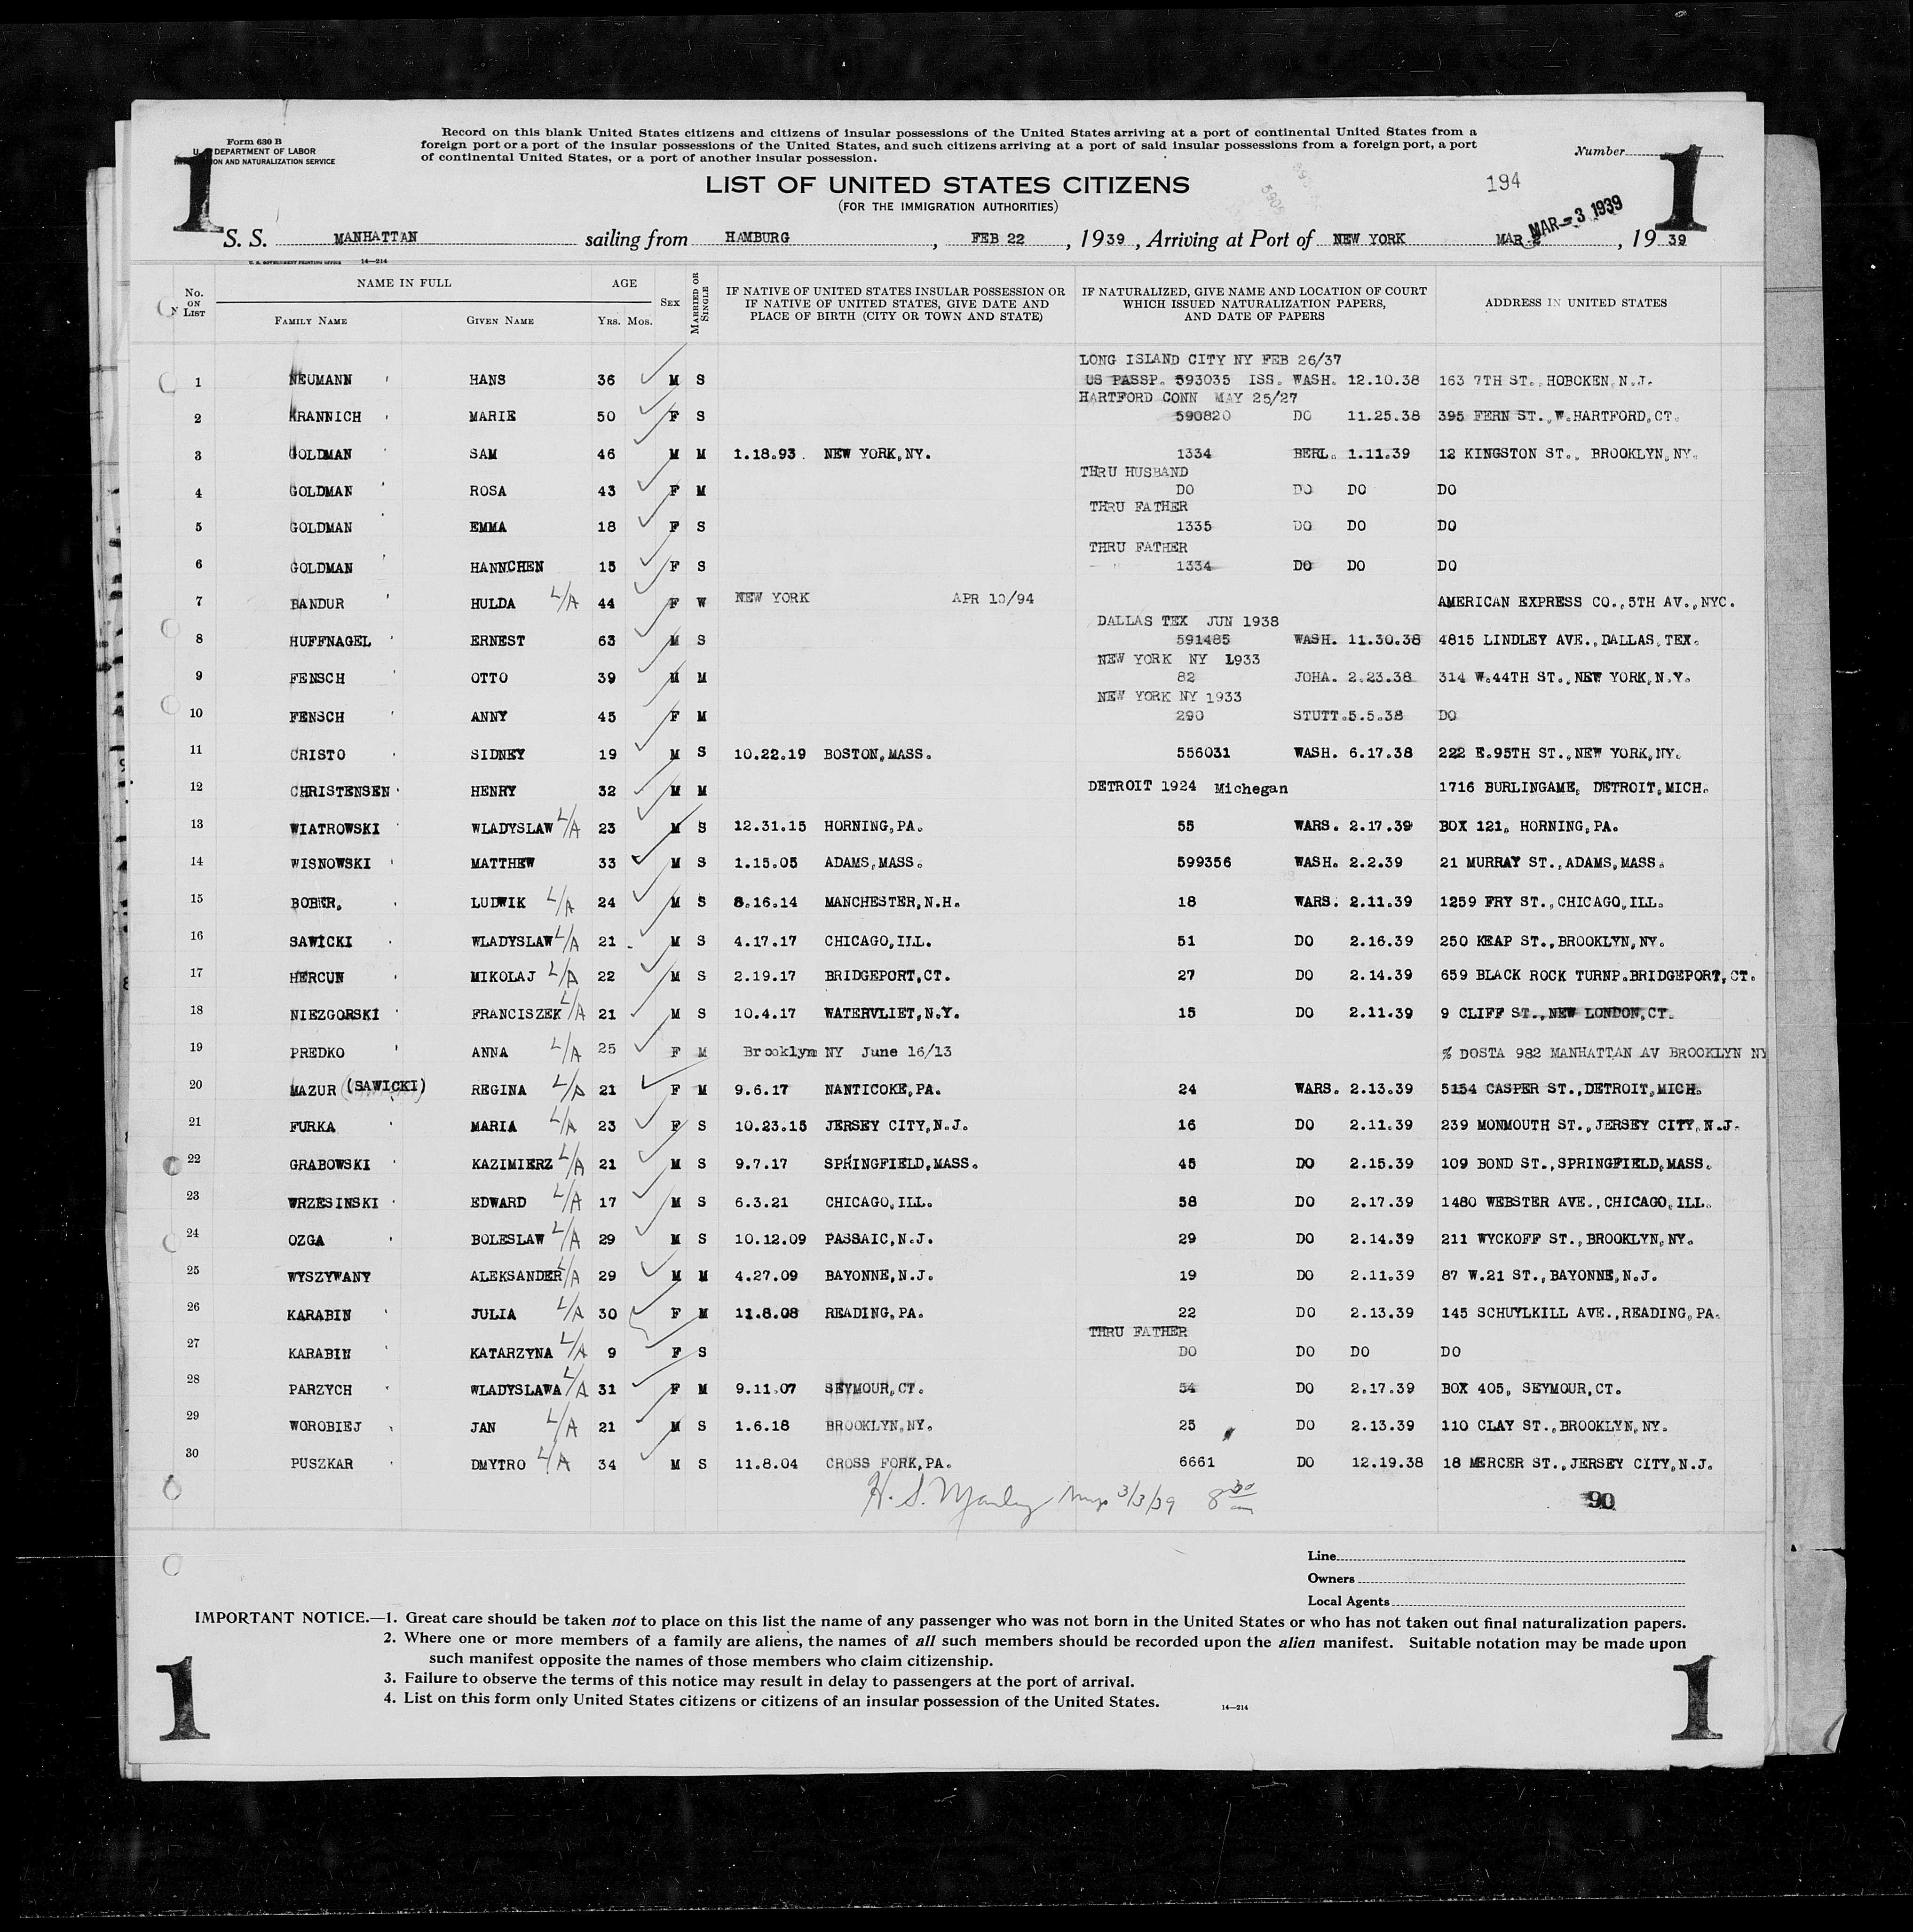 Form 630 B
U. DEPARTMENT OF LABOR
AND NATURALIZATION SERVICE
1
Record on this blank United States citizens and citizens of insular possessions of the United States arriving at a port of continental United States from a
foreign port or a port of the insular possessions of the United States, and such citizens arriving at a port of said insular possessions from a foreign port, a port
of continental United States, or a port of another insular possession.
Number
1
LIST OF UNITED STATES CITIZENS
194
(FOR THE IMMIGRATION AUTHORITIES)
MAR - 3 1939
S. S. MANHATTAN sailing from HAMBURG, FEB 22, 1939, Arriving at Port of NEW YORK MAR 2, 1939
U. S. GOVERNMENT PRINTING OFFICE 14—214
No. ON LIST NAME IN FULL FAMILY NAME GIVEN NAME AGE YRS. MOS. SEX MARRIED OR SINGLE IF NATIVE OF UNITED STATES INSULAR POSSESSION OR IF NATIVE OF UNITED STATES, GIVE DATE AND PLACE OF BIRTH (CITY OR TOWN AND STATE) IF NATURALIZED, GIVE NAME AND LOCATION OF COURT WHICH ISSUED NATURALIZATION PAPERS, AND DATE OF PAPERS ADDRESS IN UNITED STATES
LONG ISLAND CITY NY FEB 26/37
1 NEUMANN HANS 36 M S US PASSP. 593035 ISS. WASH. 12.10.38 163 7TH ST., HOBOKEN, N.J.
HARTFORD CONN MAY 25/27
2 KRANNICH MARIE 50 F S 590820 DO 11.25.38 395 FERN ST., W.HARTFORD, CT.
3 GOLDMAN SAM 46 M M 1.18.93. NEW YORK, NY. 1334 BERL. 1.11.39 12 KINGSTON ST., BROOKLYN, NY.
THRU HUSBAND
4 GOLDMAN ROSA 43 F M DO DO DO DO
THRU FATHER
5 GOLDMAN EMMA 18 F S 1335 DO DO DO
THRU FATHER
6 GOLDMAN HANNCHEN 15 F S 1334 DO DO DO
7 BANDUR HULDA L/A 44 F W NEW YORK APR 10/94 AMERICAN EXPRESS CO., 5TH AV., NYC.
DALLAS TEX JUN 1938
8 HUFFNAGEL ERNEST 63 M S 591485 WASH. 11.30.38 4815 LINDLEY AVE., DALLAS, TEX.
NEW YORK NY 1933
9 FENSCH OTTO 39 M M 82 JOHA. 2.23.38 314 W.44TH ST., NEW YORK, N.Y.
NEW YORK NY 1933
10 FENSCH ANNY 45 F M 290 STUTT. 5.5.38 DO
11 CRISTO SIDNEY 19 M S 10.22.19 BOSTON, MASS. 556031 WASH. 6.17.38 222 E.95TH ST., NEW YORK, NY.
12 CHRISTENSEN HENRY 32 M M DETROIT 1924 Michegan 1716 BURLINGAME, DETROIT, MICH.
13 WIATROWSKI WLADYSLAW L/A 23 M S 12.31.15 HORNING, PA. 55 WARS. 2.17.39 BOX 121, HORNING, PA.
14 WISNOWSKI MATTHEW 33 M S 1.15.05 ADAMS, MASS. 599356 WASH. 2.2.39 21 MURRAY ST., ADAMS, MASS.
15 BOBER. LUDWIK L/A 24 M S 8.16.14 MANCHESTER, N.H. 18 WARS. 2.11.39 1259 FRY ST., CHICAGO, ILL.
16 SAWICKI WLADYSLAW L/A 21 M S 4.17.17 CHICAGO, ILL. 51 DO 2.16.39 250 KEAP ST., BROOKLYN, NY.
17 HERCUN MIKOLAJ L/A 22 M S 2.19.17 BRIDGEPORT, CT. 27 DO 2.14.39 659 BLACK ROCK TURNP. BRIDGEPORT, CT.
18 NIEZGORSKI FRANCISZEK L/A 21 M S 10.4.17 WATERVLIET, N.Y. 15 DO 2.11.39 9 CLIFF ST., NEW LONDON, CT.
19 PREDKO ANNA L/A 25 F M Brooklyn NY June 16/13 % DOSTA 982 MANHATTAN AV BROOKLYN NY
20 MAZUR (SAWICKI) REGINA L/A 21 F M 9.6.17 NANTICOKE, PA. 24 WARS. 2.13.39 5154 CASPER ST., DETROIT, MICH.
21 FURKA MARIA L/A 23 F S 10.23.15 JERSEY CITY, N.J. 16 DO 2.11.39 239 MONMOUTH ST., JERSEY CITY, N.J.
22 GRABOWSKI KAZIMIERZ L/A 21 M S 9.7.17 SPRINGFIELD, MASS. 45 DO 2.15.39 109 BOND ST., SPRINGFIELD, MASS.
23 WRZESINSKI EDWARD L/A 17 M S 6.3.21 CHICAGO, ILL. 58 DO 2.17.39 1480 WEBSTER AVE., CHICAGO, ILL.
24 OZGA BOLESLAW L/A 29 M S 10.12.09 PASSAIC, N.J. 29 DO 2.14.39 211 WYCKOFF ST., BROOKLYN, NY.
25 WYSZYWANY ALEKSANDER L/A 29 M M 4.27.09 BAYONNE, N.J. 19 DO 2.11.39 87 W.21 ST., BAYONNE, N.J.
26 KARABIN JULIA L/A 30 F M 11.8.08 READING, PA. 22 DO 2.13.39 145 SCHUYLKILL AVE., READING, PA.
THRU FATHER
27 KARABIN KATARZYNA L/A 9 F S DO DO DO DO
28 PARZYCH WLADYSLAWA L/A 31 F M 9.11.07 SEYMOUR, CT. 54 DO 2.17.39 BOX 405, SEYMOUR, CT.
29 WOROBIEJ JAN L/A 21 M S 1.6.18 BROOKLYN, NY. 25 DO 2.13.39 110 CLAY ST., BROOKLYN, NY.
30 PUSZKAR DMYTRO L/A 34 M S 11.8.04 CROSS FORK, PA. 6661 DO 12.19.38 18 MERCER ST., JERSEY CITY, N.J.
H. S. Manley 3/3/39 8 30 am
90
Line
Owners
Local Agents
IMPORTANT NOTICE.—1. Great care should be taken not to place on this list the name of any passenger who was not born in the United States or who has not taken out final naturalization papers.
2. Where one or more members of a family are aliens, the names of all such members should be recorded upon the alien manifest. Suitable notation may be made upon
such manifest opposite the names of those members who claim citizenship.
3. Failure to observe the terms of this notice may result in delay to passengers at the port of arrival.
4. List on this form only United States citizens or citizens of an insular possession of the United States.
14—214
1
1